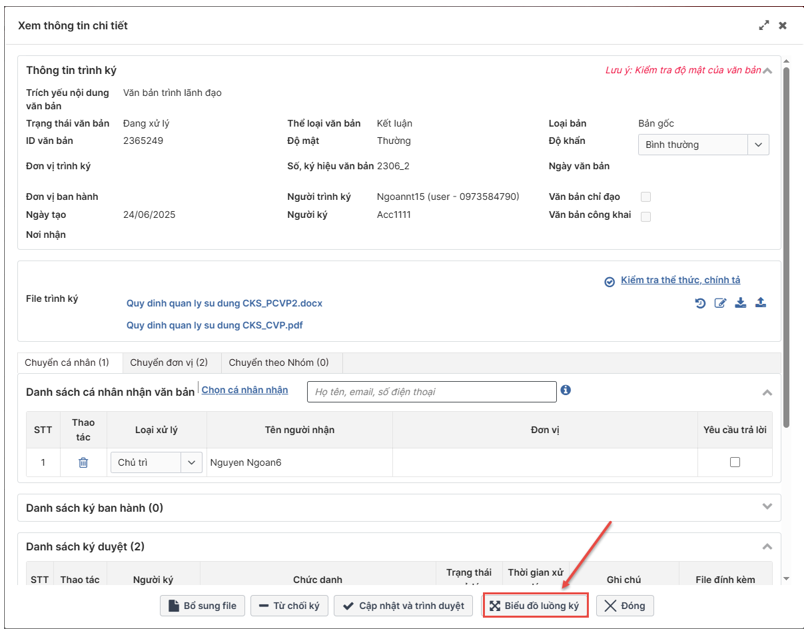 Xem thông tin chi tiết
Thông tin trình ký
Lưu ý: Kiểm tra độ mật của văn bản
Trích yếu nội dung văn bản Văn bản trình lãnh đạo
Trạng thái văn bản Đang xử lý Thể loại văn bản Kết luận Loại bản Bản gốc
ID văn bản 2365249 Độ mật Thường Độ khẩn Bình thường
Đơn vị trình ký Số, ký hiệu văn bản 2306_2 Ngày văn bản
Đơn vị ban hành Người trình ký Ngoannt15 (user - 0973584790) Văn bản chỉ đạo
Ngày tạo 24/06/2025 Người ký Acc1111 Văn bản công khai
Nơi nhận
Kiểm tra thể thức, chính tả
File trình ký
Quy dinh quan ly su dung CKS_PCVP2.docx
Quy dinh quan ly su dung CKS_CVP.pdf
Chuyển cá nhân (1) Chuyển đơn vị (2) Chuyển theo Nhóm (0)
Danh sách cá nhân nhận văn bản Chọn cá nhân nhận Họ tên, email, số điện thoại
STT Thao tác Loại xử lý Tên người nhận Đơn vị Yêu cầu trả lời
1 Chủ trì Nguyen Ngoan6
Danh sách ký ban hành (0)
Danh sách ký duyệt (2)
STT Thao tác Người ký Chức danh Trạng thái Thời gian xử Ghi chú File đính kèm
Bổ sung file Từ chối ký Cập nhật và trình duyệt Biểu đồ luồng ký Đóng